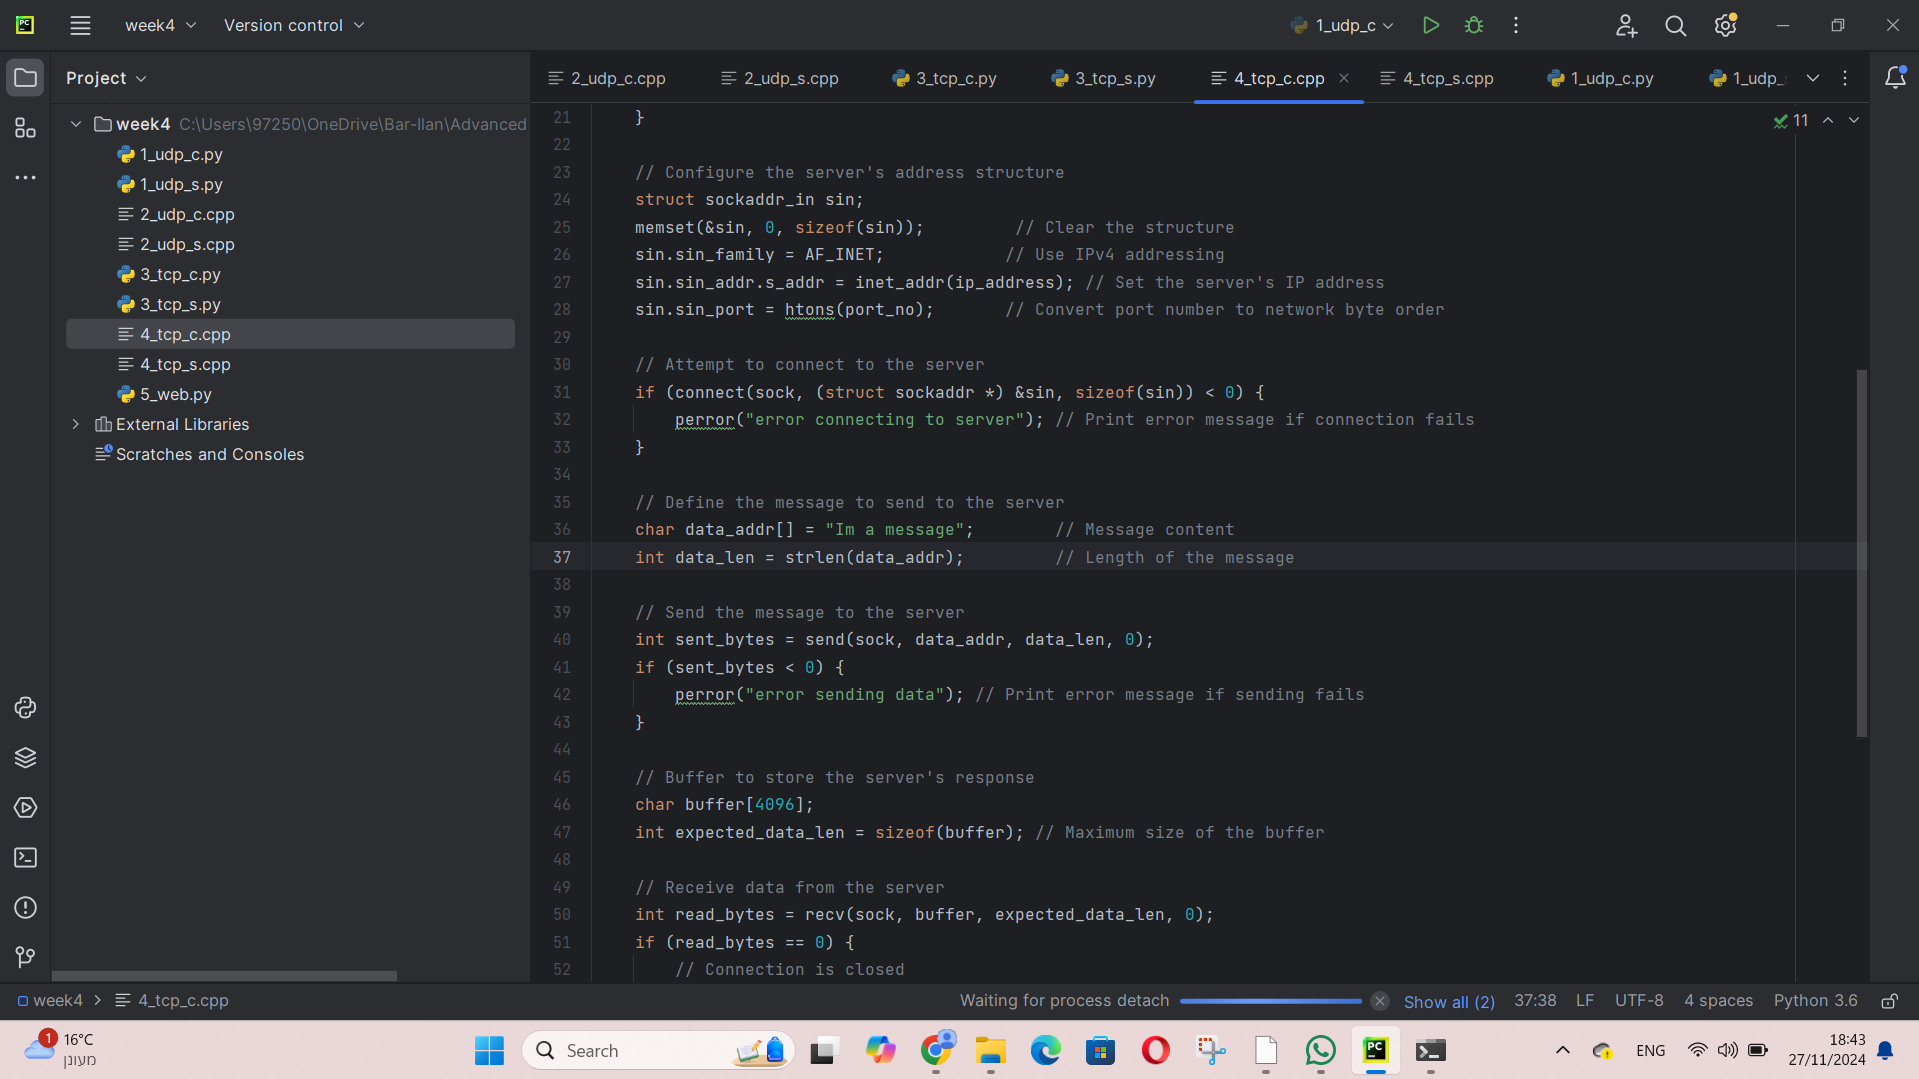 PC
week4
Version control
1_udp_c
Project
2_udp_c.cpp
2_udp_s.cpp
3_tcp_c.py
3_tcp_s.py
4_tcp_c.cpp
4_tcp_s.cpp
1_udp_c.py
1_udp_
week4 C:\Users\97250\OneDrive\Bar-Ilan\Advanced
1_udp_c.py
1_udp_s.py
2_udp_c.cpp
2_udp_s.cpp
3_tcp_c.py
3_tcp_s.py
4_tcp_c.cpp
4_tcp_s.cpp
5_web.py
External Libraries
Scratches and Consoles
11
21 }
22
23 // Configure the server's address structure
24 struct sockaddr_in sin;
25 memset(&sin, 0, sizeof(sin)); // Clear the structure
26 sin.sin_family = AF_INET; // Use IPv4 addressing
27 sin.sin_addr.s_addr = inet_addr(ip_address); // Set the server's IP address
28 sin.sin_port = htons(port_no); // Convert port number to network byte order
29
30 // Attempt to connect to the server
31 if (connect(sock, (struct sockaddr *) &sin, sizeof(sin)) < 0) {
32 perror("error connecting to server"); // Print error message if connection fails
33 }
34
35 // Define the message to send to the server
36 char data_addr[] = "Im a message"; // Message content
37 int data_len = strlen(data_addr); // Length of the message
38
39 // Send the message to the server
40 int sent_bytes = send(sock, data_addr, data_len, 0);
41 if (sent_bytes < 0) {
42 perror("error sending data"); // Print error message if sending fails
43 }
44
45 // Buffer to store the server's response
46 char buffer[4096];
47 int expected_data_len = sizeof(buffer); // Maximum size of the buffer
48
49 // Receive data from the server
50 int read_bytes = recv(sock, buffer, expected_data_len, 0);
51 if (read_bytes == 0) {
52 // Connection is closed
week4 > 4_tcp_c.cpp
Waiting for process detach
Show all (2)
37:38
LF
UTF-8
4 spaces
Python 3.6
1
16°C
מעונן
Search
PC
ENG
18:43
27/11/2024